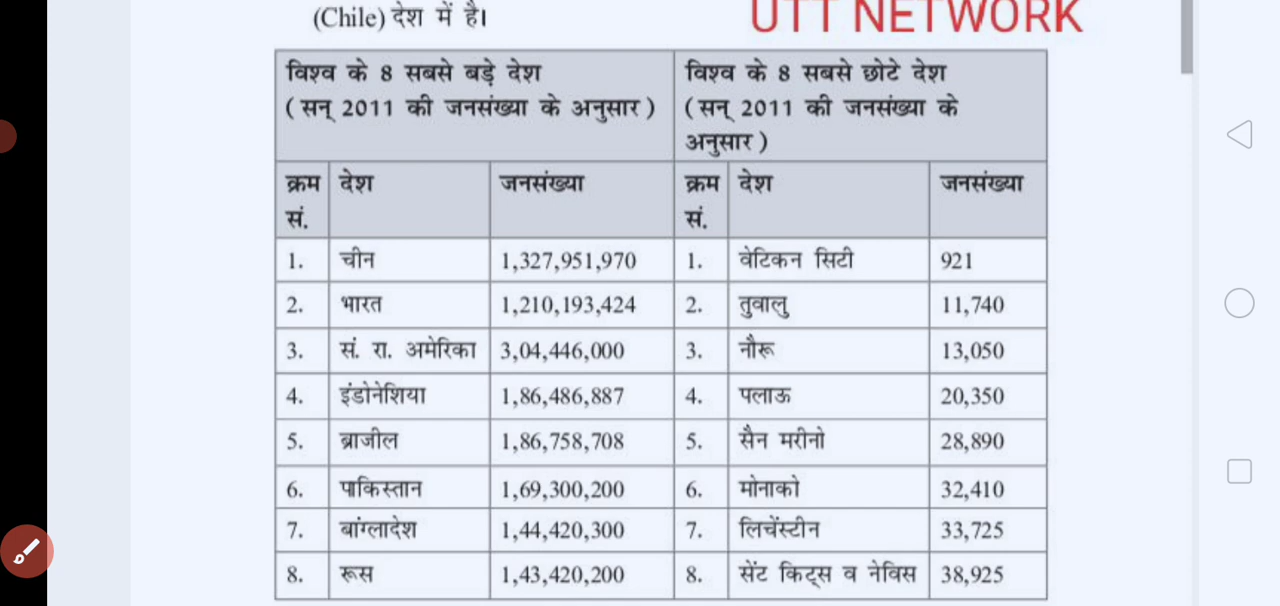 (Chile) देश में है।
UTT NETWORK
विश्व के 8 सबसे बड़े देश
(सन् 2011 की जनसंख्या के अनुसार)
विश्व के 8 सबसे छोटे देश
(सन् 2011 की जनसंख्या के
अनुसार)
क्रम सं. देश जनसंख्या क्रम सं. देश जनसंख्या
1. चीन 1,327,951,970 1. वेटिकन सिटी 921
2. भारत 1,210,193,424 2. तुवालु 11,740
3. सं. रा. अमेरिका 3,04,446,000 3. नौरू 13,050
4. इंडोनेशिया 1,86,486,887 4. पलाऊ 20,350
5. ब्राजील 1,86,758,708 5. सैन मरीनो 28,890
6. पाकिस्तान 1,69,300,200 6. मोनाको 32,410
7. बांग्लादेश 1,44,420,300 7. लिचेंस्टीन 33,725
8. रूस 1,43,420,200 8. सेंट किट्स व नेविस 38,925